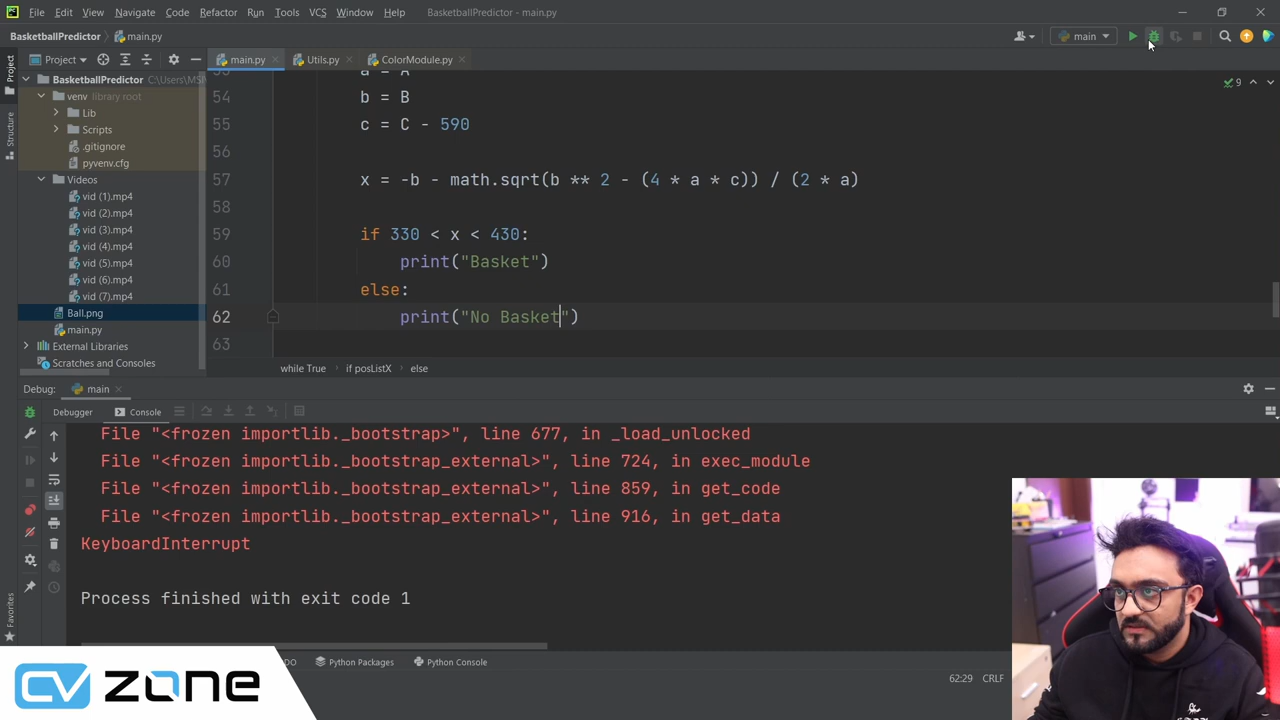 File Edit View Navigate Code Refactor Run Tools VCS Window Help BasketballPredictor - main.py
BasketballPredictor main.py
main
Project
main.py Utils.py ColorModule.py
BasketballPredictor C:\Users\MSI
venv library root
Lib
Scripts
.gitignore
pyvenv.cfg
Videos
vid (1).mp4
vid (2).mp4
vid (3).mp4
vid (4).mp4
vid (5).mp4
vid (6).mp4
vid (7).mp4
Ball.png
main.py
External Libraries
Scratches and Consoles
Project
Structure
Favorites
53 a = A
54 b = B
55 c = C - 590
56
57 x = -b - math.sqrt(b ** 2 - (4 * a * c)) / (2 * a)
58
59 if 330 < x < 430:
60 print("Basket")
61 else:
62 print("No Basket")
63
9
while True if posListX else
Debug: main
Debugger Console
File "<frozen importlib._bootstrap>", line 677, in _load_unlocked
File "<frozen importlib._bootstrap_external>", line 724, in exec_module
File "<frozen importlib._bootstrap_external>", line 859, in get_code
File "<frozen importlib._bootstrap_external>", line 916, in get_data
KeyboardInterrupt
Process finished with exit code 1
DO Python Packages Python Console
62:29 CRLF
CV zone